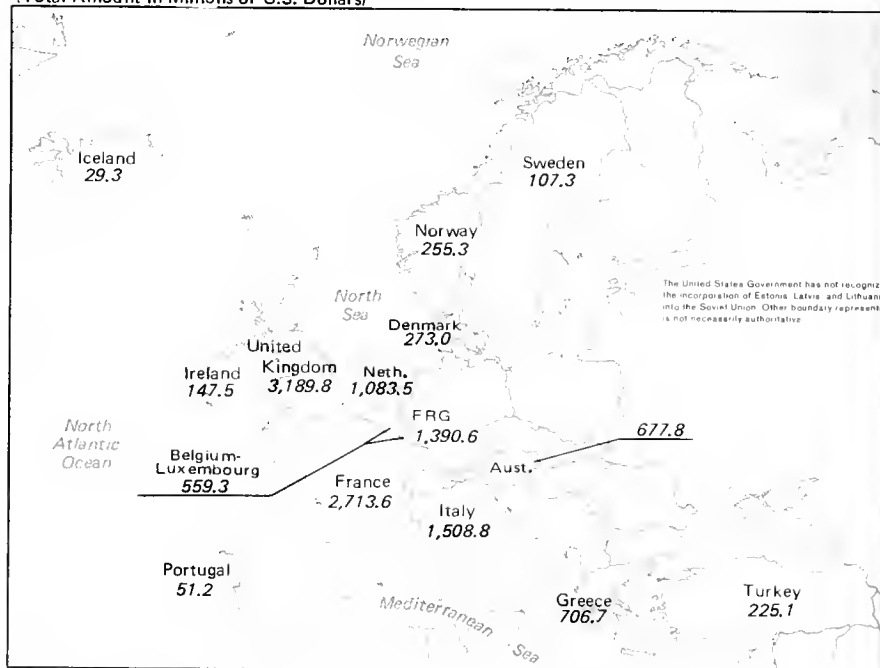 (Total Amount in Millions of U.S. Dollars)
Norwegian
Sea
Iceland
29.3
Sweden
107.3
Norway
255.3
The United States Government has not recogniz
the incorporation of Estonia Latvia and Lithuan
into the Soviet Union Other boundary represent
is not necessarily authoritative
North
Sea
Denmark
273.0
United
Kingdom
3,189.8
Ireland
147.5
Neth.
1,083.5
North
Atlantic
Ocean
FRG
1,390.6
677.8
Aust.
Belgium-
Luxembourg
559.3
France
2,713.6
Italy
1,508.8
Portugal
51.2
Mediterranean
Sea
Greece
706.7
Turkey
225.1